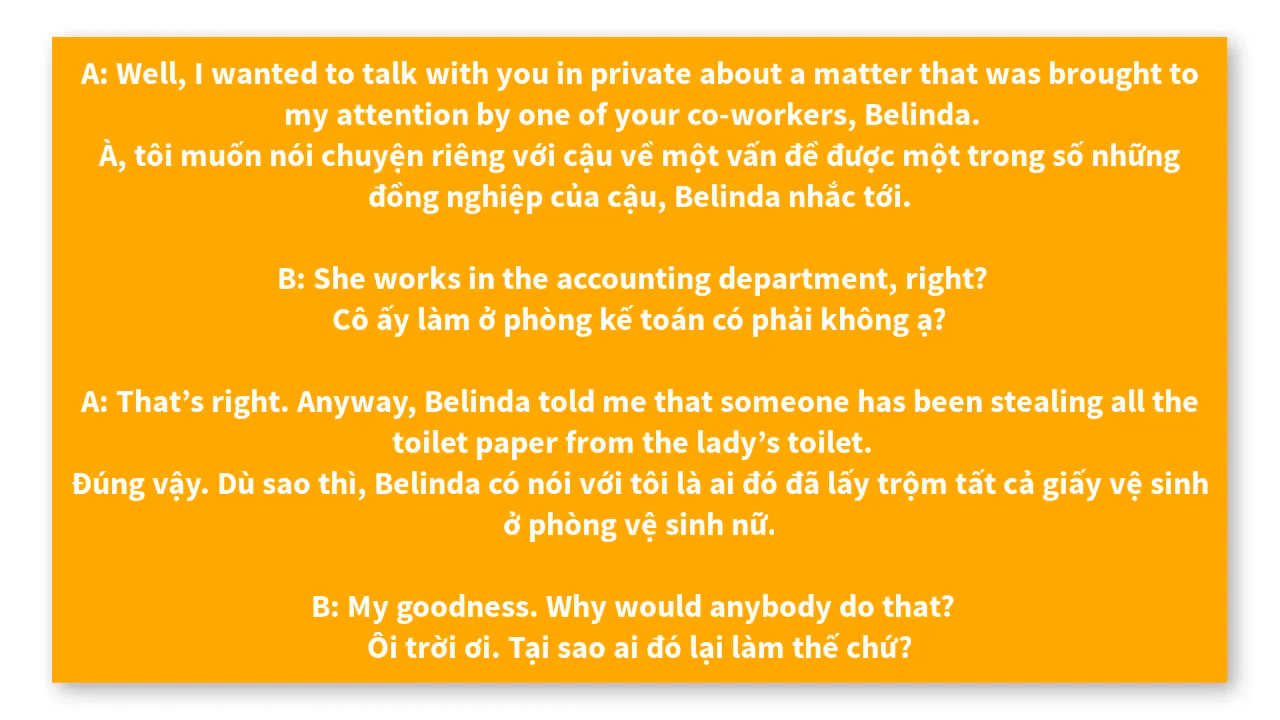 A: Well, I wanted to talk with you in private about a matter that was brought to
my attention by one of your co-workers, Belinda.
À, tôi muốn nói chuyện riêng với cậu về một vấn đề được một trong số những
đồng nghiệp của cậu, Belinda nhắc tới.
B: She works in the accounting department, right?
Cô ấy làm ở phòng kế toán có phải không ạ?
A: That’s right. Anyway, Belinda told me that someone has been stealing all the
toilet paper from the lady’s toilet.
Đúng vậy. Dù sao thì, Belinda có nói với tôi là ai đó đã lấy trộm tất cả giấy vệ sinh
ở phòng vệ sinh nữ.
B: My goodness. Why would anybody do that?
Ôi trời ơi. Tại sao ai đó lại làm thế chứ?